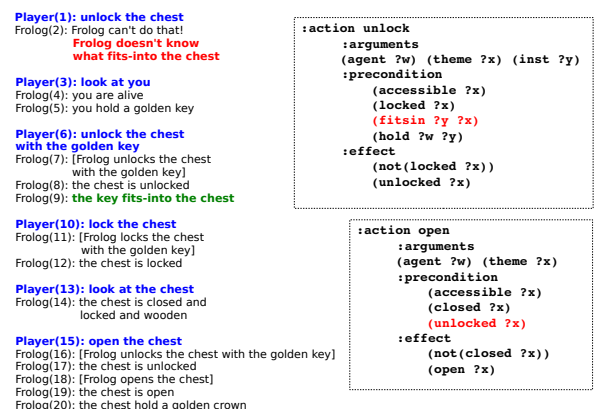 Player(1): unlock the chest
Frolog(2): Frolog can't do that!
Frolog doesn't know
what fits-into the chest
Player(3): look at you
Frolog(4): you are alive
Frolog(5): you hold a golden key
Player(6): unlock the chest
with the golden key
Frolog(7): [Frolog unlocks the chest
with the golden key]
Frolog(8): the chest is unlocked
Frolog(9): the key fits-into the chest
Player(10): lock the chest
Frolog(11): [Frolog locks the chest
with the golden key]
Frolog(12): the chest is locked
Player(13): look at the chest
Frolog(14): the chest is closed and
locked and wooden
Player(15): open the chest
Frolog(16): [Frolog unlocks the chest with the golden key]
Frolog(17): the chest is unlocked
Frolog(18): [Frolog opens the chest]
Frolog(19): the chest is open
Frolog(20): the chest hold a golden crown
:action unlock
:arguments
(agent ?w) (theme ?x) (inst ?y)
:precondition
(accessible ?x)
(locked ?x)
(fitsin ?y ?x)
(hold ?w ?y)
:effect
(not(locked ?x))
(unlocked ?x)
:action open
:arguments
(agent ?w) (theme ?x)
:precondition
(accessible ?x)
(closed ?x)
(unlocked ?x)
:effect
(not(closed ?x))
(open ?x)